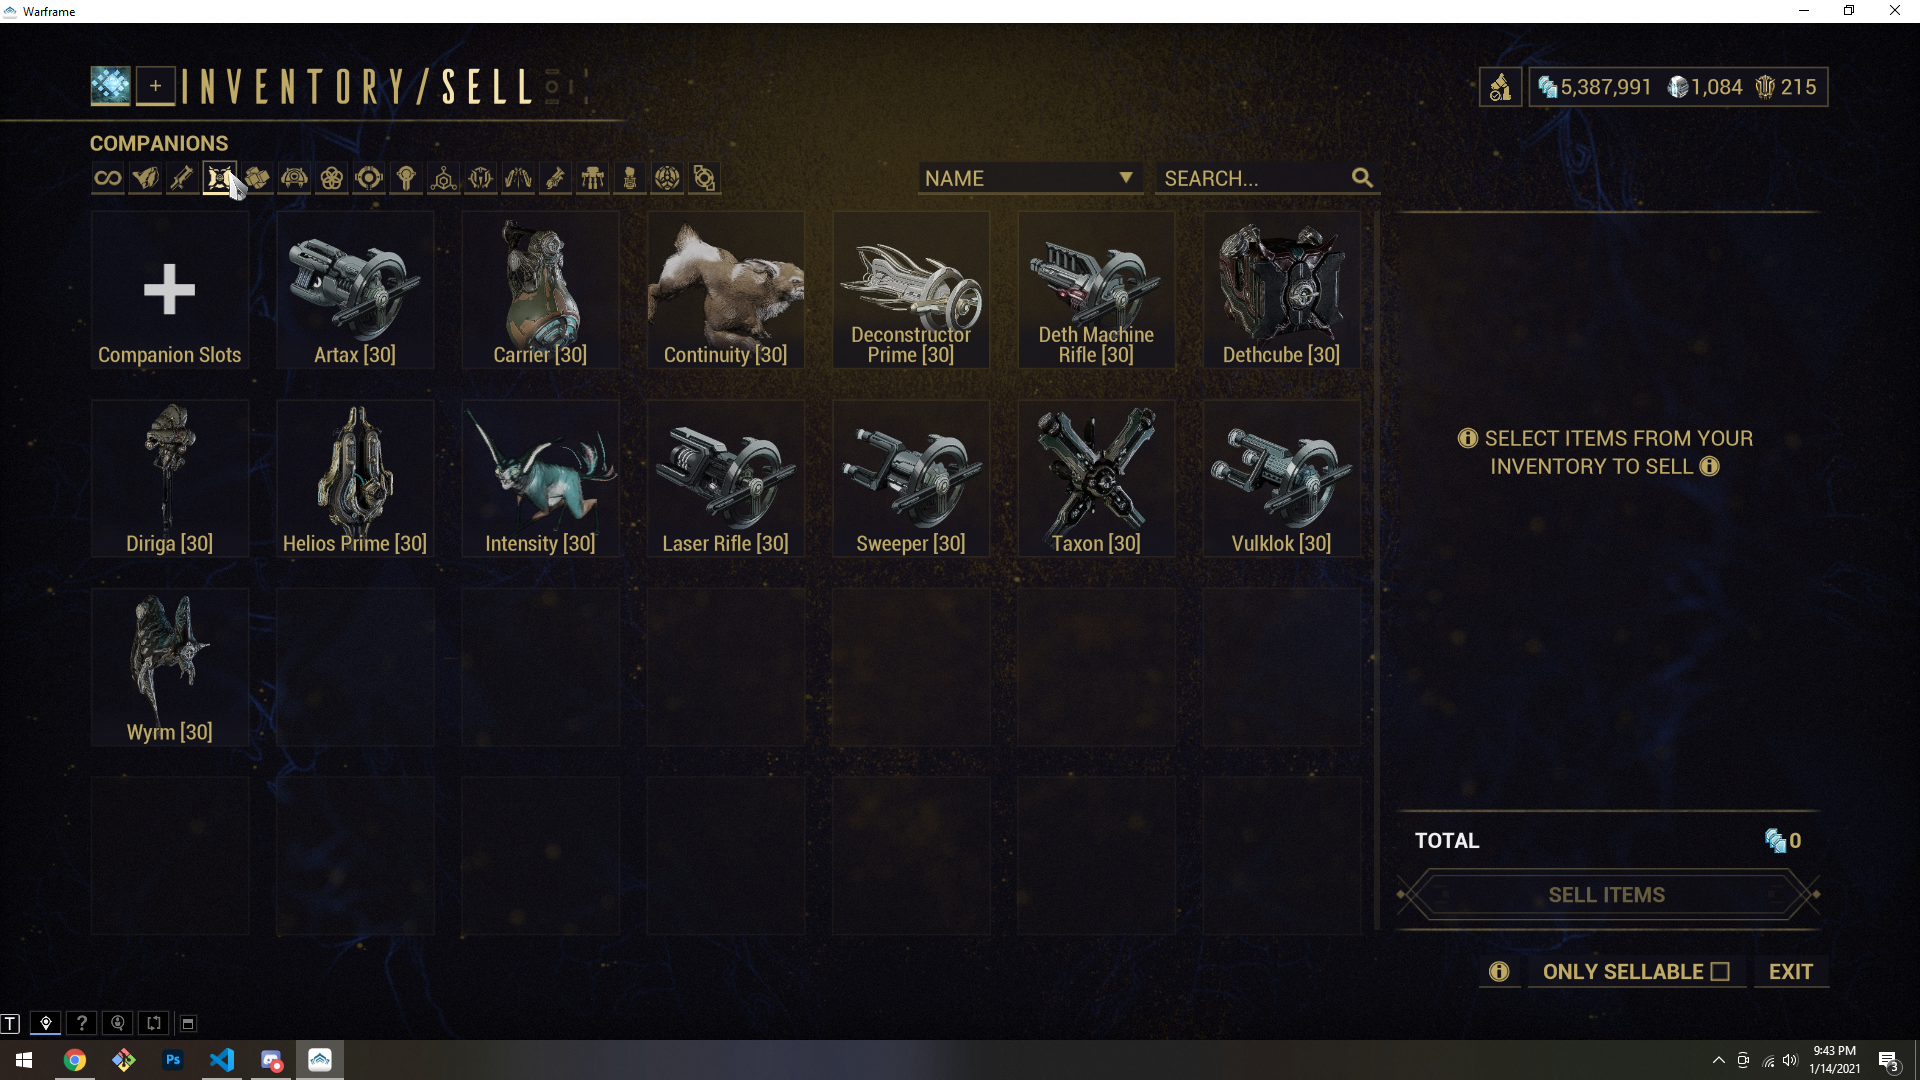 Warframe
INVENTORY/SELL
5,387,991 1,084 215
COMPANIONS
NAME
SEARCH...
Companion Slots
Artax [30]
Carrier [30]
Continuity [30]
Deconstructor
Prime [30]
Deth Machine
Rifle [30]
Dethcube [30]
Diriga [30]
Helios Prime [30]
Intensity [30]
Laser Rifle [30]
Sweeper [30]
Taxon [30]
Vulklok [30]
Wyrm [30]
SELECT ITEMS FROM YOUR
INVENTORY TO SELL
TOTAL 0
SELL ITEMS
ONLY SELLABLE
EXIT
T
?
Ps
9:43 PM
1/14/2021
3